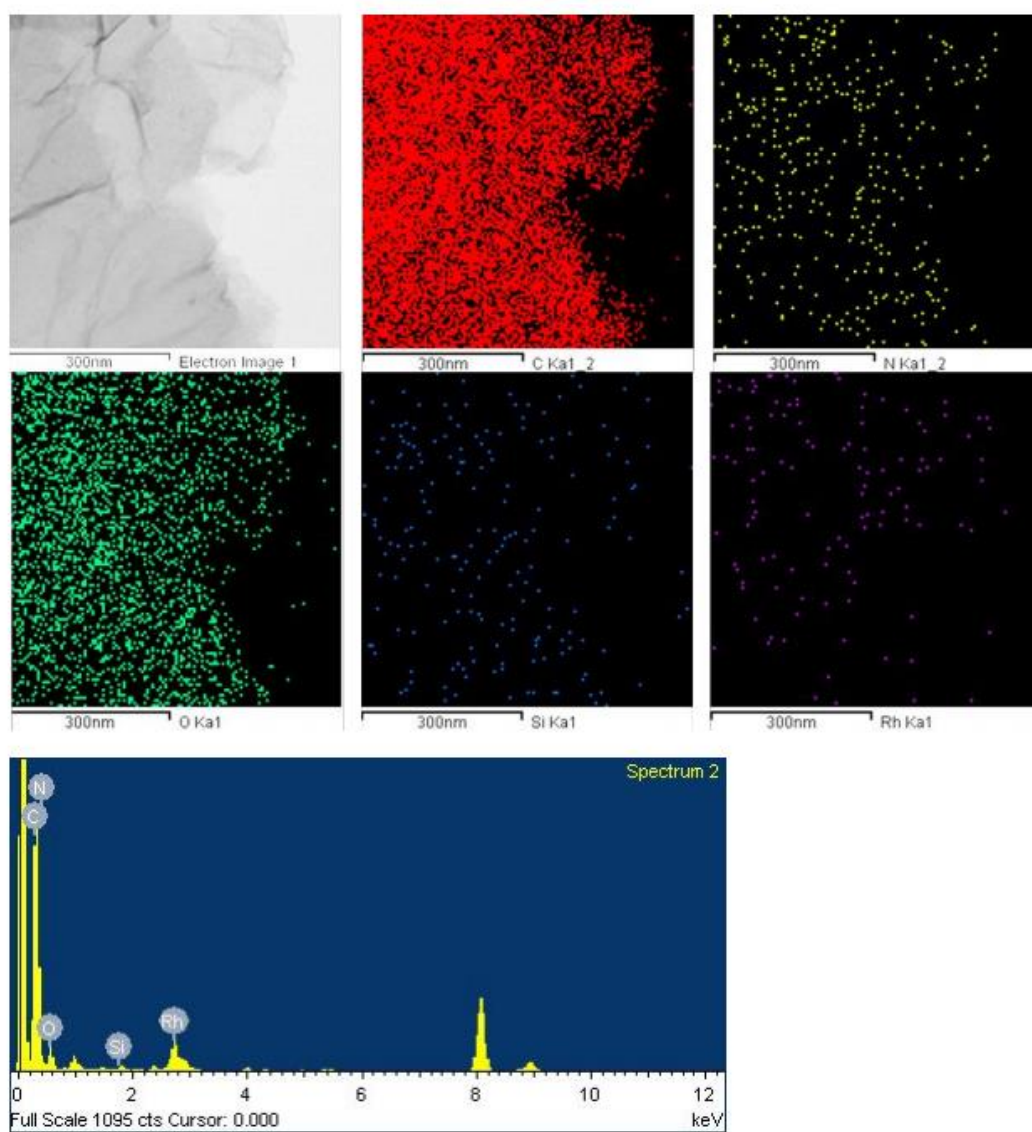 300nm Electron Image 1
300nm C Ka1_2
300nm N Ka1_2
300nm O Ka1
300nm Si Ka1
300nm Rh Ka1
Spectrum 2
N
C
O
Si
Rh
0 2 4 6 8 10 12
Full Scale 1095 cts Cursor: 0.000 keV